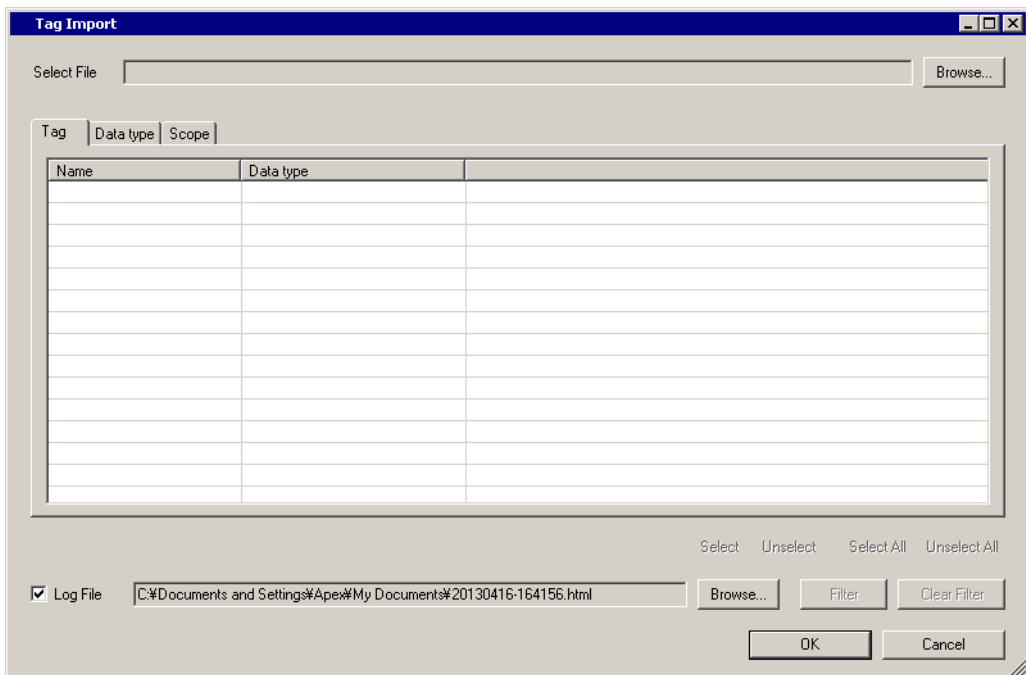 Tag Import
Select File Browse...
Tag Data type Scope
Name Data type
Select Unselect Select All Unselect All
Log File C:¥Documents and Settings¥Apex¥My Documents¥20130416-164156.html Browse... Filter Clear Filter
OK Cancel